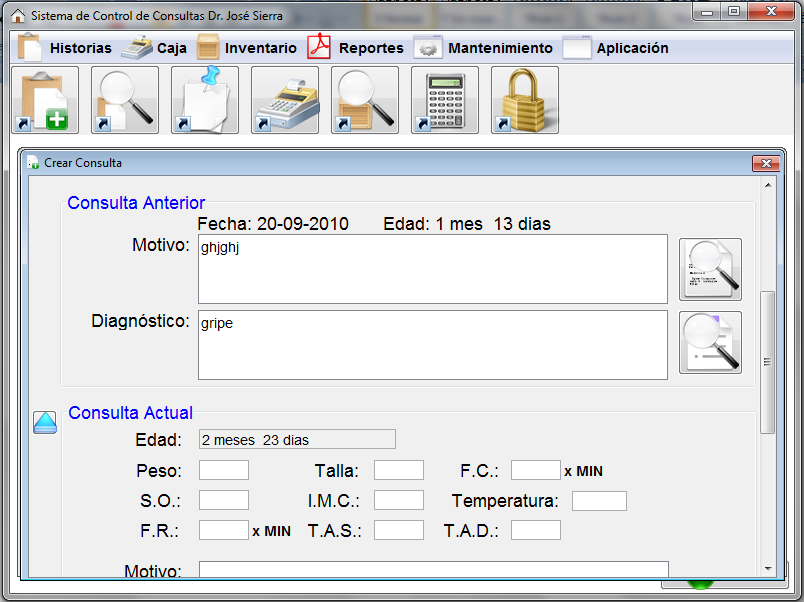 Sistema de Control de Consultas Dr. José Sierra
Historias Caja Inventario Reportes Mantenimiento Aplicación
Crear Consulta
Consulta Anterior
Fecha: 20-09-2010 Edad: 1 mes 13 dias
Motivo: ghjghj
Diagnóstico: gripe
Consulta Actual
Edad: 2 meses 23 dias
Peso: Talla: F.C.: x MIN
S.O.: I.M.C.: Temperatura:
F.R.: x MIN T.A.S.: T.A.D.:
Motivo: